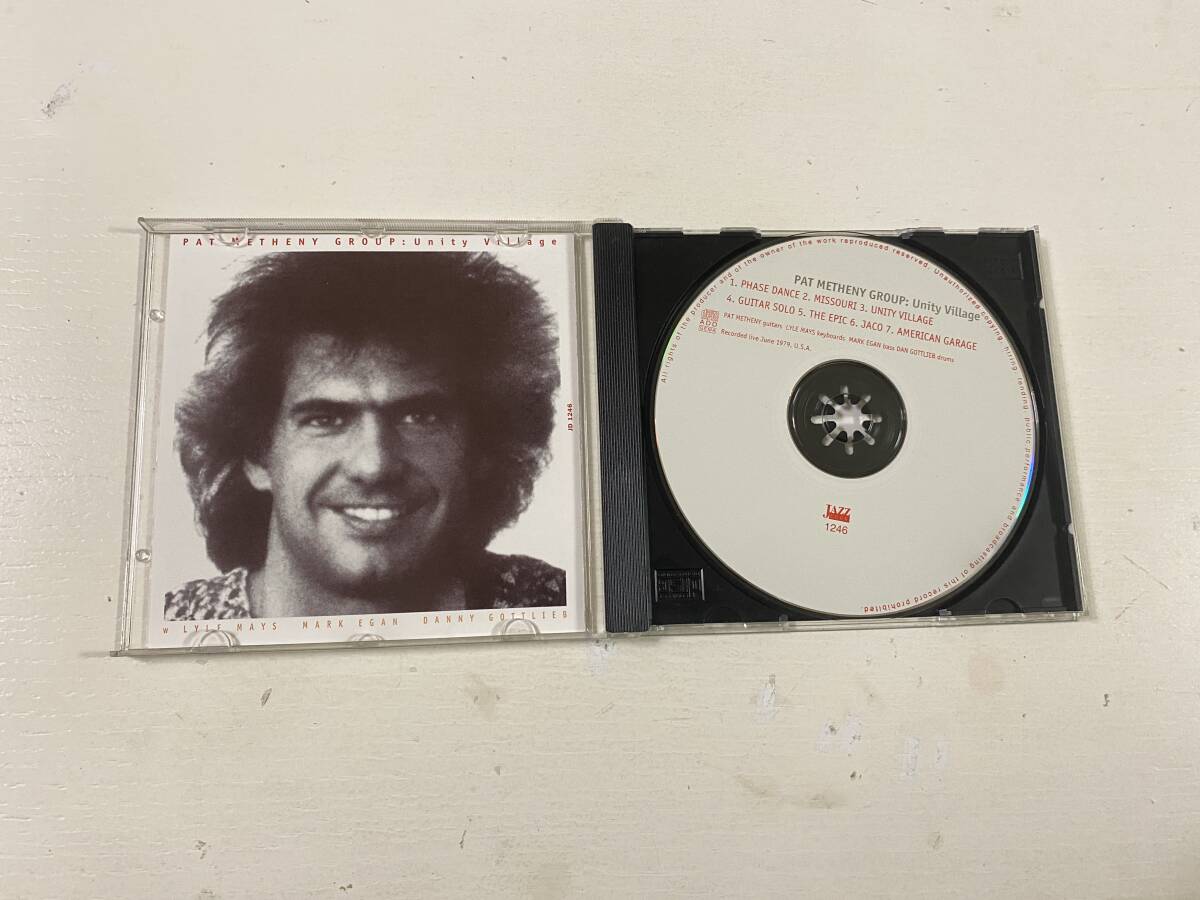 PAT METHENY GROUP: Unity Village
JD 1246
w LYLE MAYS MARK EGAN DANNY GOTTLIEB
All rights of the producer and of the owner of the work reproduced reserved. Unauthorized copying, hiring, lending, public performance and broadcasting of this record prohibited.
PAT METHENY GROUP: Unity Village
1. PHASE DANCE 2. MISSOURI 3. UNITY VILLAGE
4. GUITAR SOLO 5. THE EPIC 6. JACO 7. AMERICAN GARAGE
PAT METHENY guitars LYLE MAYS keyboards MARK EGAN bass DAN GOTTLIEB drums
Recorded live June 1979, U.S.A.
JAZZ
1246